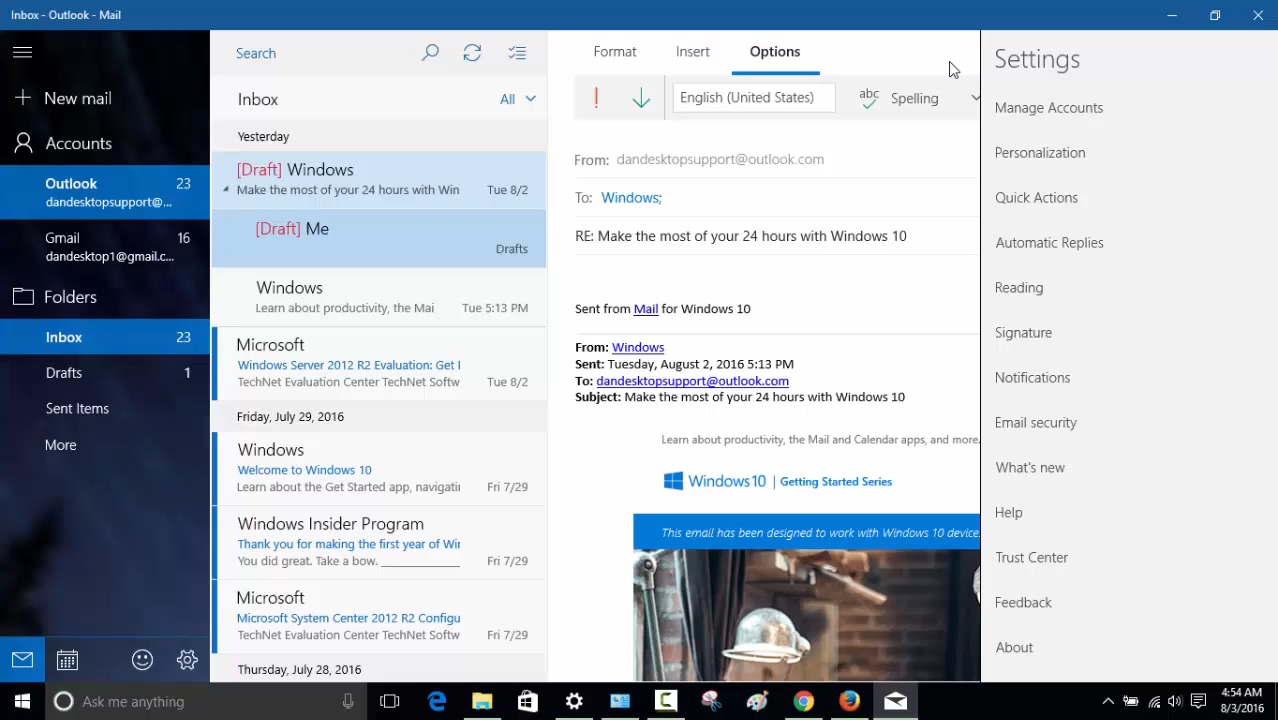 Inbox - Outlook - Mail
New mail
Accounts
Outlook 23
dandesktopsupport@...
Gmail 16
dandesktop1@gmail.c...
Folders
Inbox 23
Drafts 1
Sent Items
More
Search
Inbox All
Yesterday
[Draft] Windows
Make the most of your 24 hours with Win Tue 8/2
[Draft] Me
Drafts
Windows
Learn about productivity, the Mai Tue 5:13 PM
Microsoft
Windows Server 2012 R2 Evaluation: Get I
TechNet Evaluation Center TechNet Softw Tue 8/2
Friday, July 29, 2016
Windows
Welcome to Windows 10
Learn about the Get Started app, navigatin Fri 7/29
Windows Insider Program
Thank you for making the first year of Wir
You did great. Take a bow. __________ Fri 7/29
Microsoft
Microsoft System Center 2012 R2 Configu
TechNet Evaluation Center TechNet Softw Fri 7/29
Thursday, July 28, 2016
Format Insert Options
English (United States) abc Spelling
From: dandesktopsupport@outlook.com
To: Windows;
RE: Make the most of your 24 hours with Windows 10
Sent from Mail for Windows 10
From: Windows
Sent: Tuesday, August 2, 2016 5:13 PM
To: dandesktopsupport@outlook.com
Subject: Make the most of your 24 hours with Windows 10
Learn about productivity, the Mail and Calendar apps, and more.
Windows10 | Getting Started Series
This email has been designed to work with Windows 10 device.
Settings
Manage Accounts
Personalization
Quick Actions
Automatic Replies
Reading
Signature
Notifications
Email security
What's new
Help
Trust Center
Feedback
About
Ask me anything
4:54 AM
8/3/2016